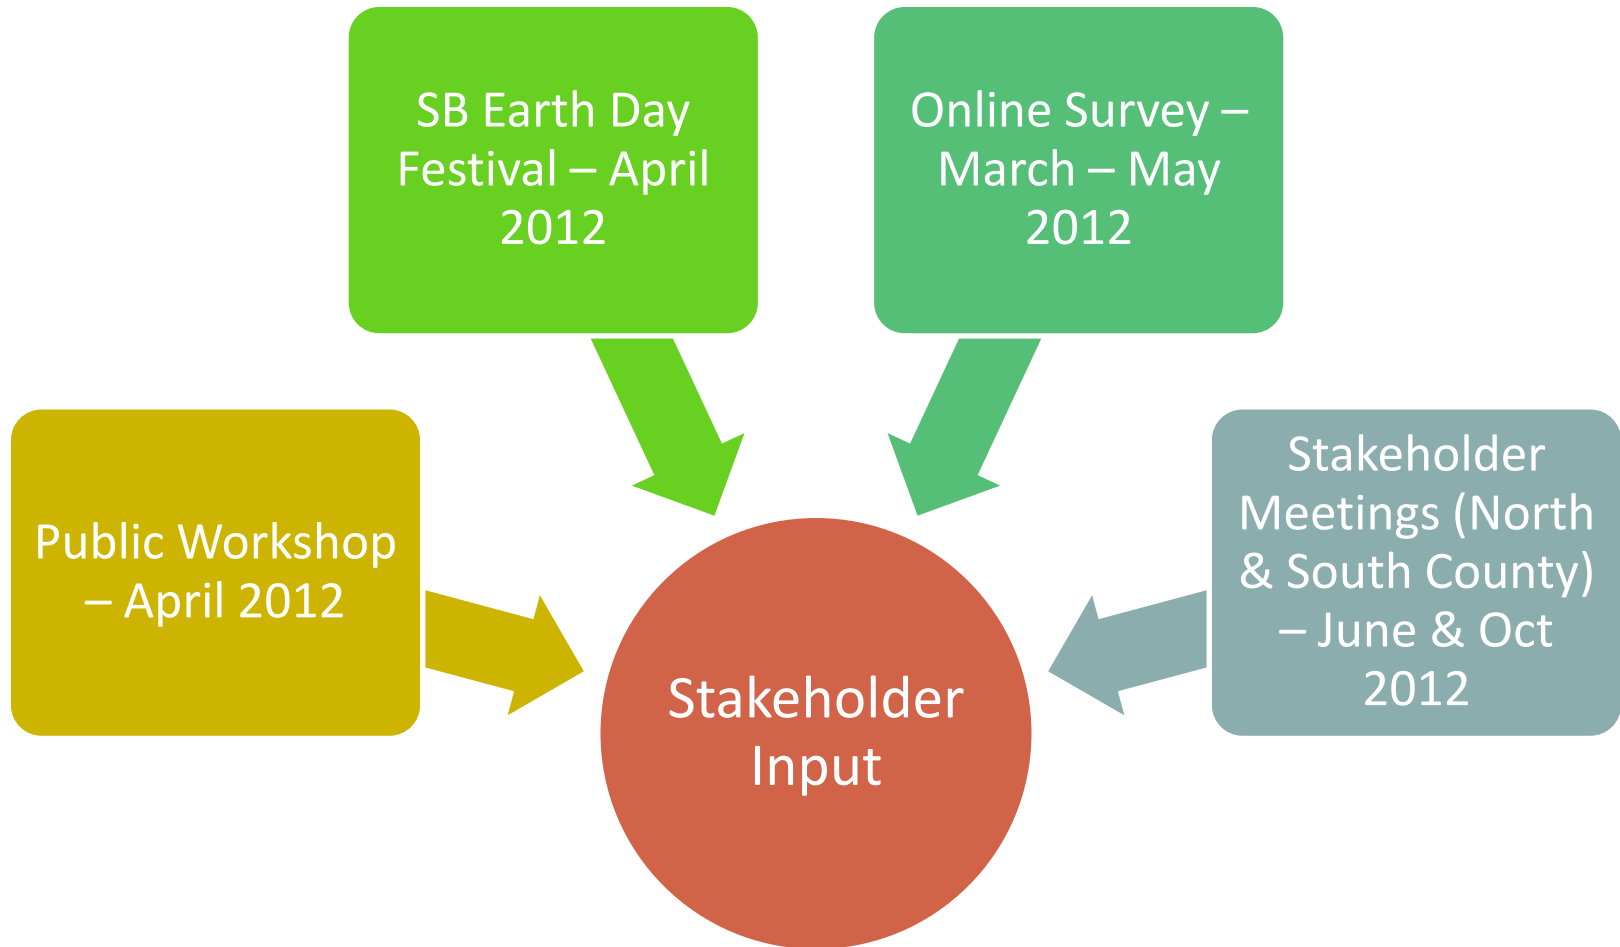 SB Earth Day
Festival – April
2012
Online Survey –
March – May
2012
Public Workshop
– April 2012
Stakeholder
Meetings (North
& South County)
– June & Oct
2012
Stakeholder
Input